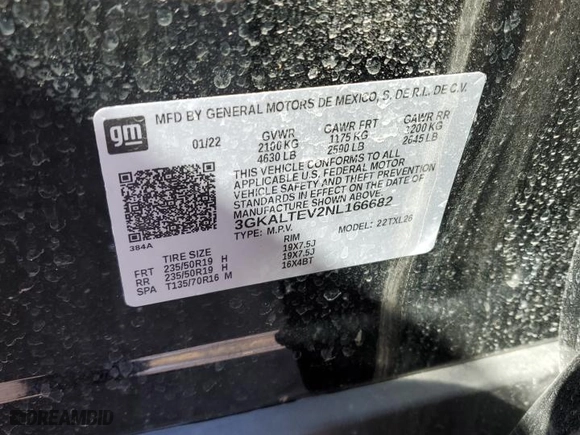 MFD BY GENERAL MOTORS DE MEXICO, S. DE R.L. DE C.V.
gm
01/22 GVWR GAWR FRT GAWR RR
2100 KG 1175 KG 1200 KG
4630 LB 2590 LB 2645 LB
THIS VEHICLE CONFORMS TO ALL
APPLICABLE U.S. FEDERAL MOTOR
VEHICLE SAFETY AND THEFT PREVENTION
STANDARDS IN EFFECT ON THE DATE OF
MANUFACTURE SHOWN ABOVE.
3GKALTEV2NL166682
TYPE: M.P.V. MODEL: 22TXL26
384A
TIRE SIZE RIM
FRT 235/50R19 H 19X7.5J
RR 235/50R19 H 19X7.5J
SPA T135/70R16 M 16X4BT
DREAMBID